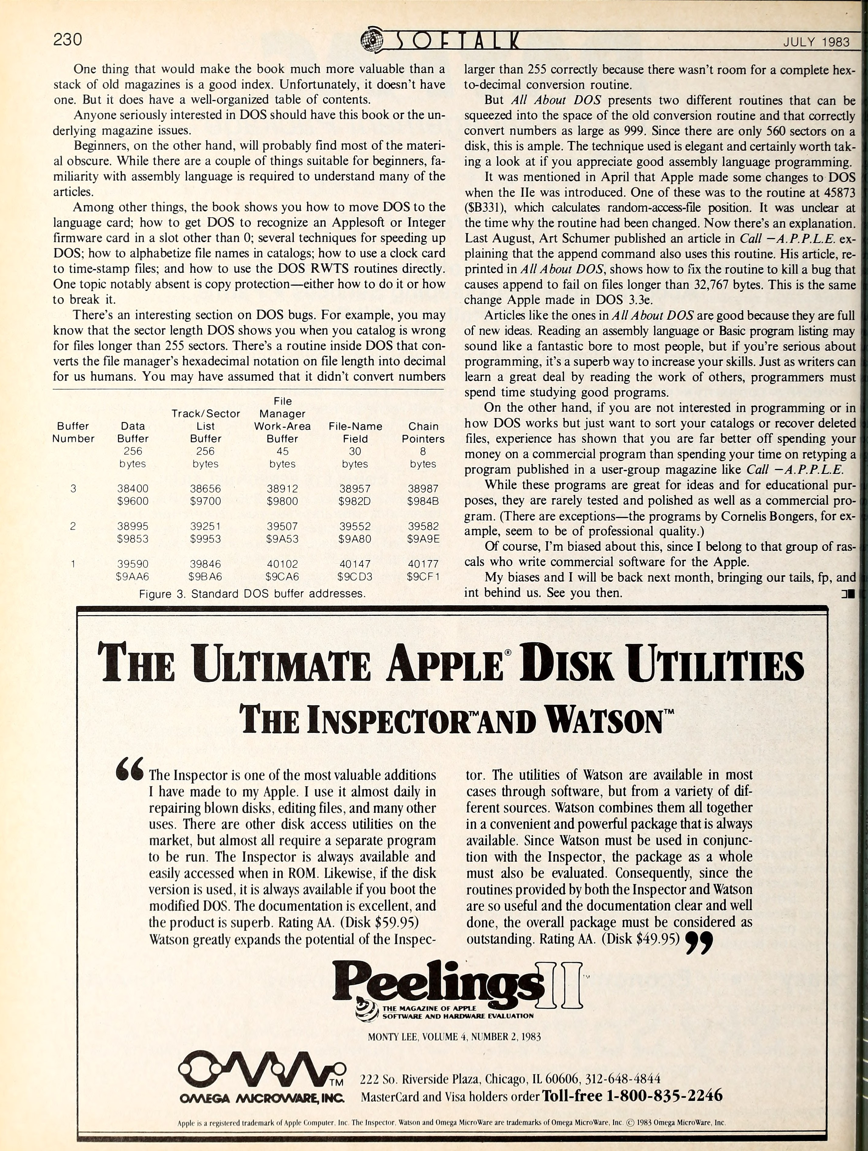 230
SOFTALK
JULY 1983
One thing that would make the book much more valuable than a
stack of old magazines is a good index. Unfortunately, it doesn't have
one. But it does have a well-organized table of contents.
Anyone seriously interested in DOS should have this book or the un-
derlying magazine issues.
Beginners, on the other hand, will probably find most of the materi-
al obscure. While there are a couple of things suitable for beginners, fa-
miliarity with assembly language is required to understand many of the
articles.
Among other things, the book shows you how to move DOS to the
language card; how to get DOS to recognize an Applesoft or Integer
firmware card in a slot other than 0; several techniques for speeding up
DOS; how to alphabetize file names in catalogs; how to use a clock card
to time-stamp files; and how to use the DOS RWTS routines directly.
One topic notably absent is copy protection—either how to do it or how
to break it.
There's an interesting section on DOS bugs. For example, you may
know that the sector length DOS shows you when you catalog is wrong
for files longer than 255 sectors. There's a routine inside DOS that con-
verts the file manager's hexadecimal notation on file length into decimal
for us humans. You may have assumed that it didn't convert numbers
File
Track/Sector Manager
Buffer Data List Work-Area File-Name Chain
Number Buffer Buffer Buffer Field Pointers
256 256 45 30 8
bytes bytes bytes bytes bytes
3 38400 38656 38912 38957 38987
$9600 $9700 $9800 $982D $984B
2 38995 39251 39507 39552 39582
$9853 $9953 $9A53 $9A80 $9A9E
1 39590 39846 40102 40147 40177
$9AA6 $9BA6 $9CA6 $9CD3 $9CF1
Figure 3. Standard DOS buffer addresses.
larger than 255 correctly because there wasn't room for a complete hex-
to-decimal conversion routine.
But All About DOS presents two different routines that can be
squeezed into the space of the old conversion routine and that correctly
convert numbers as large as 999. Since there are only 560 sectors on a
disk, this is ample. The technique used is elegant and certainly worth tak-
ing a look at if you appreciate good assembly language programming.
It was mentioned in April that Apple made some changes to DOS
when the IIe was introduced. One of these was to the routine at 45873
($B331), which calculates random-access-file position. It was unclear at
the time why the routine had been changed. Now there's an explanation.
Last August, Art Schumer published an article in Call —A.P.P.L.E. ex-
plaining that the append command also uses this routine. His article, re-
printed in All About DOS, shows how to fix the routine to kill a bug that
causes append to fail on files longer than 32,767 bytes. This is the same
change Apple made in DOS 3.3e.
Articles like the ones in All About DOS are good because they are full
of new ideas. Reading an assembly language or Basic program listing may
sound like a fantastic bore to most people, but if you're serious about
programming, it's a superb way to increase your skills. Just as writers can
learn a great deal by reading the work of others, programmers must
spend time studying good programs.
On the other hand, if you are not interested in programming or in
how DOS works but just want to sort your catalogs or recover deleted
files, experience has shown that you are far better off spending your
money on a commercial program than spending your time on retyping a
program published in a user-group magazine like Call —A.P.P.L.E.
While these programs are great for ideas and for educational pur-
poses, they are rarely tested and polished as well as a commercial pro-
gram. (There are exceptions—the programs by Cornelis Bongers, for ex-
ample, seem to be of professional quality.)
Of course, I'm biased about this, since I belong to that group of ras-
cals who write commercial software for the Apple.
My biases and I will be back next month, bringing our tails, fp, and
int behind us. See you then.
THE ULTIMATE APPLE® DISK UTILITIES
THE INSPECTOR™ AND WATSON™
“ The Inspector is one of the most valuable additions
I have made to my Apple. I use it almost daily in
repairing blown disks, editing files, and many other
uses. There are other disk access utilities on the
market, but almost all require a separate program
to be run. The Inspector is always available and
easily accessed when in ROM. Likewise, if the disk
version is used, it is always available if you boot the
modified DOS. The documentation is excellent, and
the product is superb. Rating AA. (Disk $59.95)
Watson greatly expands the potential of the Inspec-
tor. The utilities of Watson are available in most
cases through software, but from a variety of dif-
ferent sources. Watson combines them all together
in a convenient and powerful package that is always
available. Since Watson must be used in conjunc-
tion with the Inspector, the package as a whole
must also be evaluated. Consequently, since the
routines provided by both the Inspector and Watson
are so useful and the documentation clear and well
done, the overall package must be considered as
outstanding. Rating AA. (Disk $49.95) ”
Peelings II™
THE MAGAZINE OF APPLE
SOFTWARE AND HARDWARE EVALUATION
MONTY LEE, VOLUME 4, NUMBER 2, 1983
OMW TM
OMEGA MICROWARE, INC.
222 So. Riverside Plaza, Chicago, IL 60606, 312-648-4844
MasterCard and Visa holders order Toll-free 1-800-835-2246
Apple is a registered trademark of Apple Computer, Inc. The Inspector, Watson and Omega MicroWare are trademarks of Omega MicroWare, Inc. © 1983 Omega MicroWare, Inc.